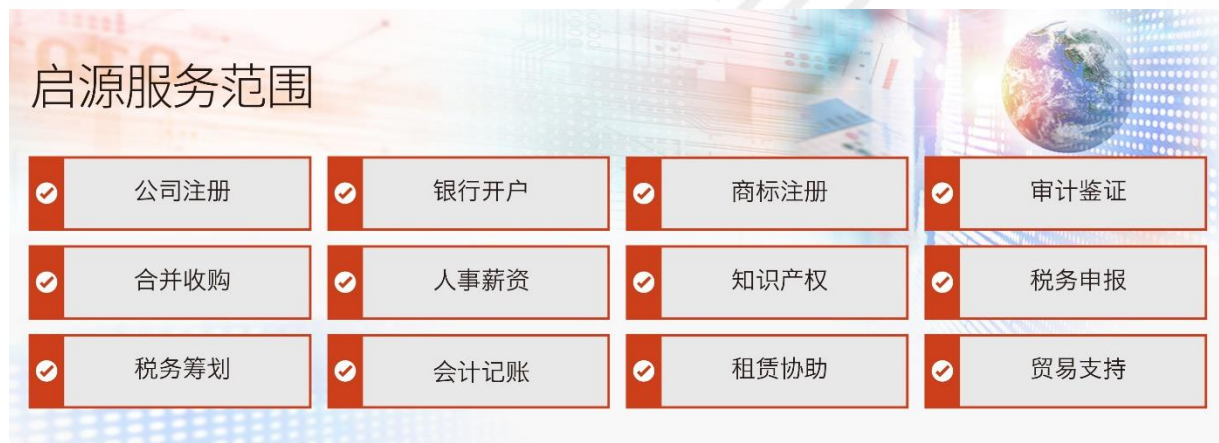 启源服务范围
公司注册
银行开户
商标注册
审计鉴证
合并收购
人事薪资
知识产权
税务申报
税务筹划
会计记账
租赁协助
贸易支持